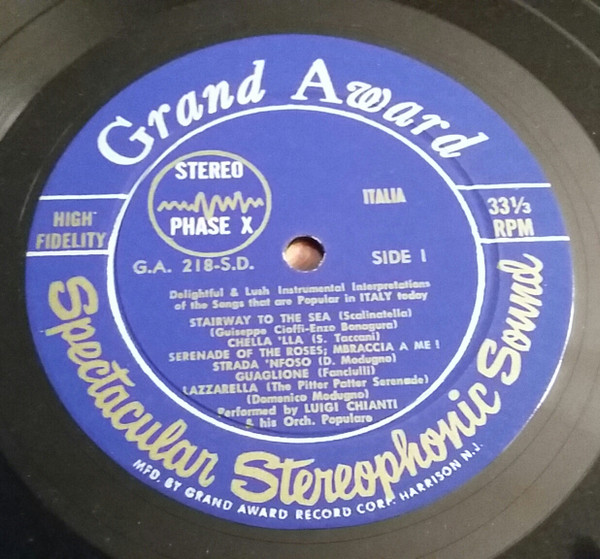 Grand Award
STEREO
PHASE X
ITALIA
HIGH
FIDELITY
33⅓
RPM
G.A. 218-S.D.
SIDE 1
Delightful & Lush Instrumental Interpretations
of the Songs that are Popular in ITALY today
STAIRWAY TO THE SEA (Scalinatella)
(Guiseppe Cioffi-Enzo Bonagura)
CHELLA 'LLA (S. Taccani)
SERENADE OF THE ROSES; MBRACCIA A ME !
STRADA 'NFOSO (D. Modugno)
GUAGLIONE (Fanciulli)
LAZZARELLA (The Pitter Patter Serenade)
(Domenico Modugno)
Performed by LUIGI CHIANTI
& his Orch. Populare
Spectacular Stereophonic Sound
MFD. BY GRAND AWARD RECORD CORP. HARRISON N.J.